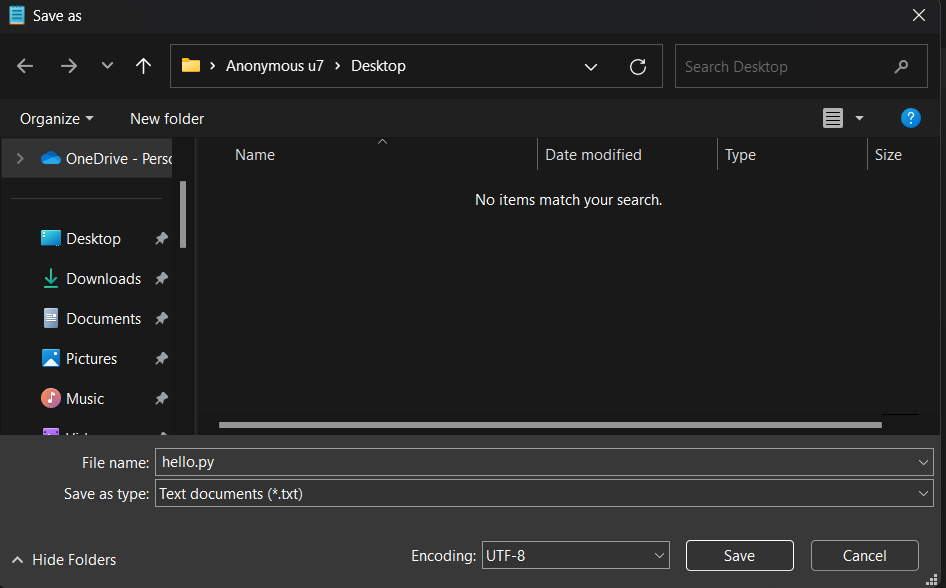 Save as
Anonymous u7 Desktop
Search Desktop
Organize
New folder
?
OneDrive - Perso
Name
Date modified
Type
Size
No items match your search.
Desktop
Downloads
Documents
Pictures
Music
File name: hello.py
Save as type: Text documents (*.txt)
Hide Folders
Encoding: UTF-8
Save
Cancel